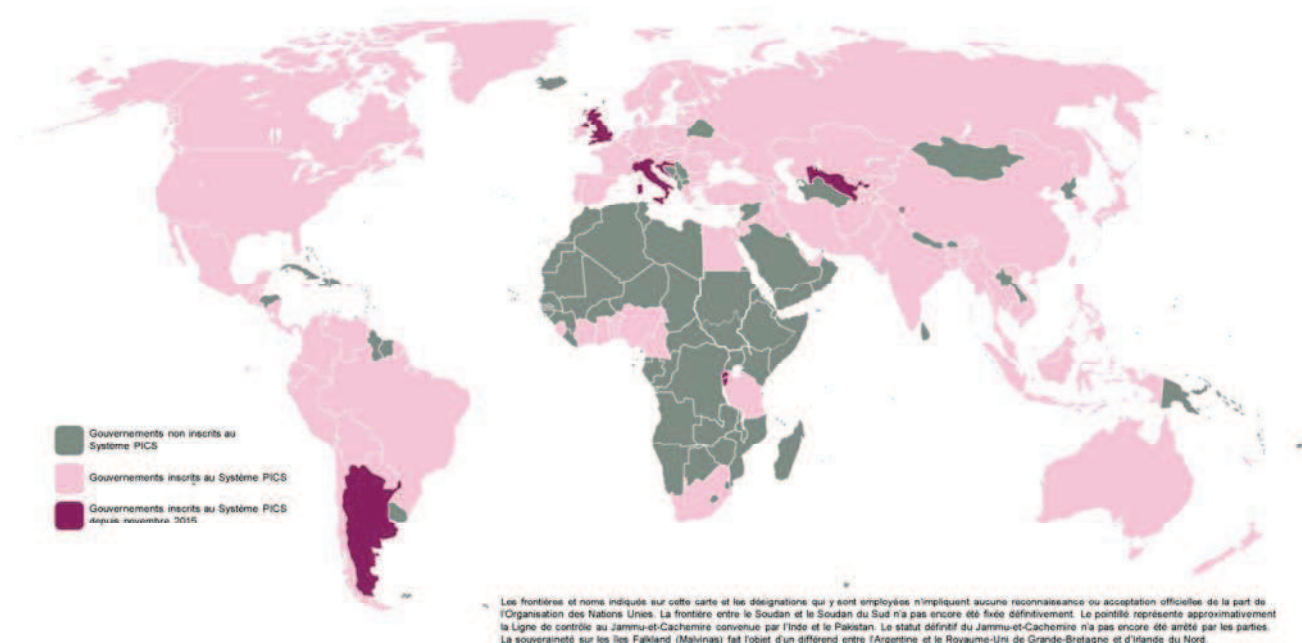 Gouvernements non inscrits au
Système PICS
Gouvernements inscrits au Système PICS
Gouvernements inscrits au Système PICS
depuis novembre 2015
Les frontières et noms indiqués sur cette carte et les désignations qui y sont employées n'impliquent aucune reconnaissance ou acceptation officielles de la part de
l'Organisation des Nations Unies. La frontière entre le Soudan et le Soudan du Sud n'a pas encore été fixée définitivement. Le pointillé représente approximativement
la Ligne de contrôle au Jammu-et-Cachemire convenue par l'Inde et le Pakistan. Le statut définitif du Jammu-et-Cachemire n'a pas encore été arrêté par les parties.
La souveraineté sur les îles Falkland (Malvinas) fait l'objet d'un différend entre l'Argentine et le Royaume-Uni de Grande-Bretagne et d'Irlande du Nord.